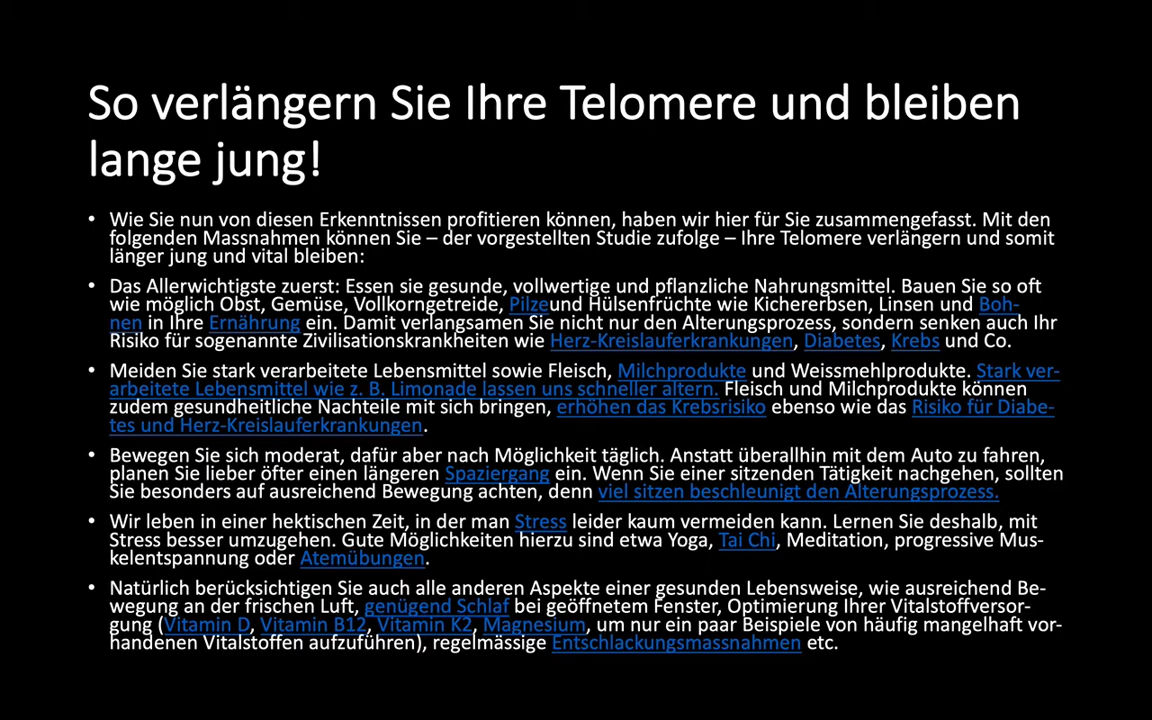 So verlängern Sie Ihre Telomere und bleiben
lange jung!
• Wie Sie nun von diesen Erkenntnissen profitieren können, haben wir hier für Sie zusammengefasst. Mit den
folgenden Massnahmen können Sie – der vorgestellten Studie zufolge – Ihre Telomere verlängern und somit
länger jung und vital bleiben:
• Das Allerwichtigste zuerst: Essen sie gesunde, vollwertige und pflanzliche Nahrungsmittel. Bauen Sie so oft
wie möglich Obst, Gemüse, Vollkorngetreide, Pilzeund Hülsenfrüchte wie Kichererbsen, Linsen und Boh-
nen in Ihre Ernährung ein. Damit verlangsamen Sie nicht nur den Alterungsprozess, sondern senken auch Ihr
Risiko für sogenannte Zivilisationskrankheiten wie Herz-Kreislauferkrankungen, Diabetes, Krebs und Co.
• Meiden Sie stark verarbeitete Lebensmittel sowie Fleisch, Milchprodukte und Weissmehlprodukte. Stark ver-
arbeitete Lebensmittel wie z. B. Limonade lassen uns schneller altern. Fleisch und Milchprodukte können
zudem gesundheitliche Nachteile mit sich bringen, erhöhen das Krebsrisiko ebenso wie das Risiko für Diabe-
tes und Herz-Kreislauferkrankungen.
• Bewegen Sie sich moderat, dafür aber nach Möglichkeit täglich. Anstatt überallhin mit dem Auto zu fahren,
planen Sie lieber öfter einen längeren Spaziergang ein. Wenn Sie einer sitzenden Tätigkeit nachgehen, sollten
Sie besonders auf ausreichend Bewegung achten, denn viel sitzen beschleunigt den Alterungsprozess.
• Wir leben in einer hektischen Zeit, in der man Stress leider kaum vermeiden kann. Lernen Sie deshalb, mit
Stress besser umzugehen. Gute Möglichkeiten hierzu sind etwa Yoga, Tai Chi, Meditation, progressive Mus-
kelentspannung oder Atemübungen.
• Natürlich berücksichtigen Sie auch alle anderen Aspekte einer gesunden Lebensweise, wie ausreichend Be-
wegung an der frischen Luft, genügend Schlaf bei geöffnetem Fenster, Optimierung Ihrer Vitalstoffversor-
gung (Vitamin D, Vitamin B12, Vitamin K2, Magnesium, um nur ein paar Beispiele von häufig mangelhaft vor-
handenen Vitalstoffen aufzuführen), regelmässige Entschlackungsmassnahmen etc.